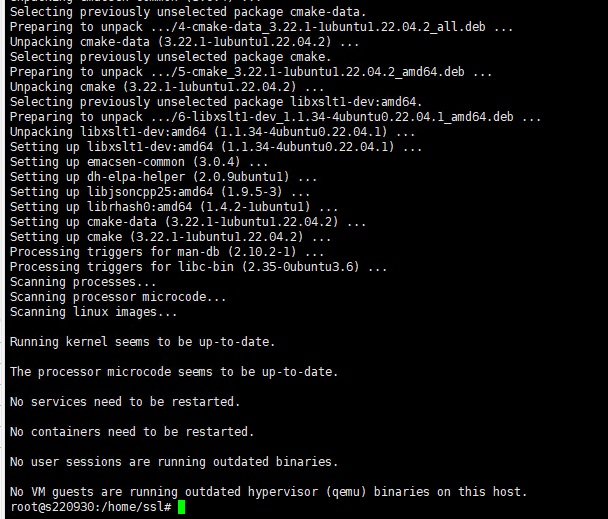 Selecting previously unselected package cmake-data.
Preparing to unpack .../4-cmake-data_3.22.1-1ubuntu1.22.04.2_all.deb ...
Unpacking cmake-data (3.22.1-1ubuntu1.22.04.2) ...
Selecting previously unselected package cmake.
Preparing to unpack .../5-cmake_3.22.1-1ubuntu1.22.04.2_amd64.deb ...
Unpacking cmake (3.22.1-1ubuntu1.22.04.2) ...
Selecting previously unselected package libxslt1-dev:amd64.
Preparing to unpack .../6-libxslt1-dev_1.1.34-4ubuntu0.22.04.1_amd64.deb ...
Unpacking libxslt1-dev:amd64 (1.1.34-4ubuntu0.22.04.1) ...
Setting up libxslt1-dev:amd64 (1.1.34-4ubuntu0.22.04.1) ...
Setting up emacsen-common (3.0.4) ...
Setting up dh-elpa-helper (2.0.9ubuntu1) ...
Setting up libjsoncpp25:amd64 (1.9.5-3) ...
Setting up librhash0:amd64 (1.4.2-1ubuntu1) ...
Setting up cmake-data (3.22.1-1ubuntu1.22.04.2) ...
Setting up cmake (3.22.1-1ubuntu1.22.04.2) ...
Processing triggers for man-db (2.10.2-1) ...
Processing triggers for libc-bin (2.35-0ubuntu3.6) ...
Scanning processes...
Scanning processor microcode...
Scanning linux images...
Running kernel seems to be up-to-date.
The processor microcode seems to be up-to-date.
No services need to be restarted.
No containers need to be restarted.
No user sessions are running outdated binaries.
No VM guests are running outdated hypervisor (qemu) binaries on this host.
root@s220930:/home/ssl#